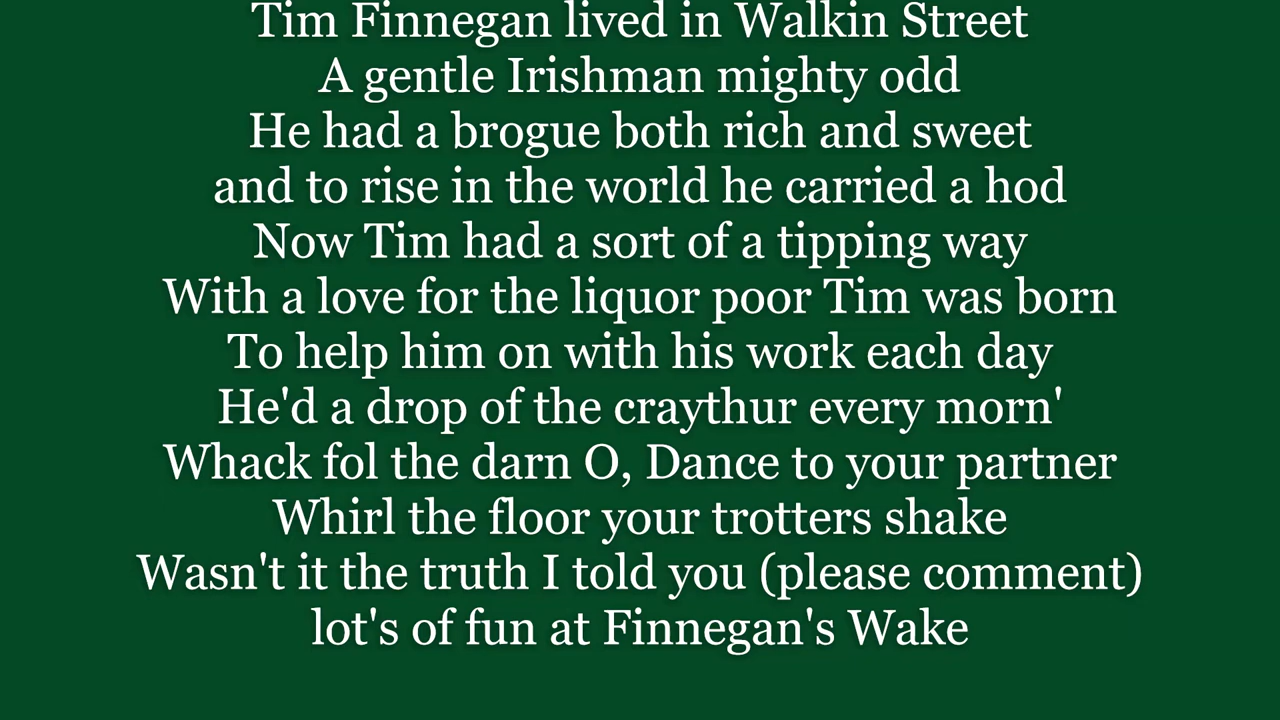 Tim Finnegan lived in Walkin Street
A gentle Irishman mighty odd
He had a brogue both rich and sweet
and to rise in the world he carried a hod
Now Tim had a sort of a tipping way
With a love for the liquor poor Tim was born
To help him on with his work each day
He'd a drop of the craythur every morn'
Whack fol the darn O, Dance to your partner
Whirl the floor your trotters shake
Wasn't it the truth I told you (please comment)
lot's of fun at Finnegan's Wake